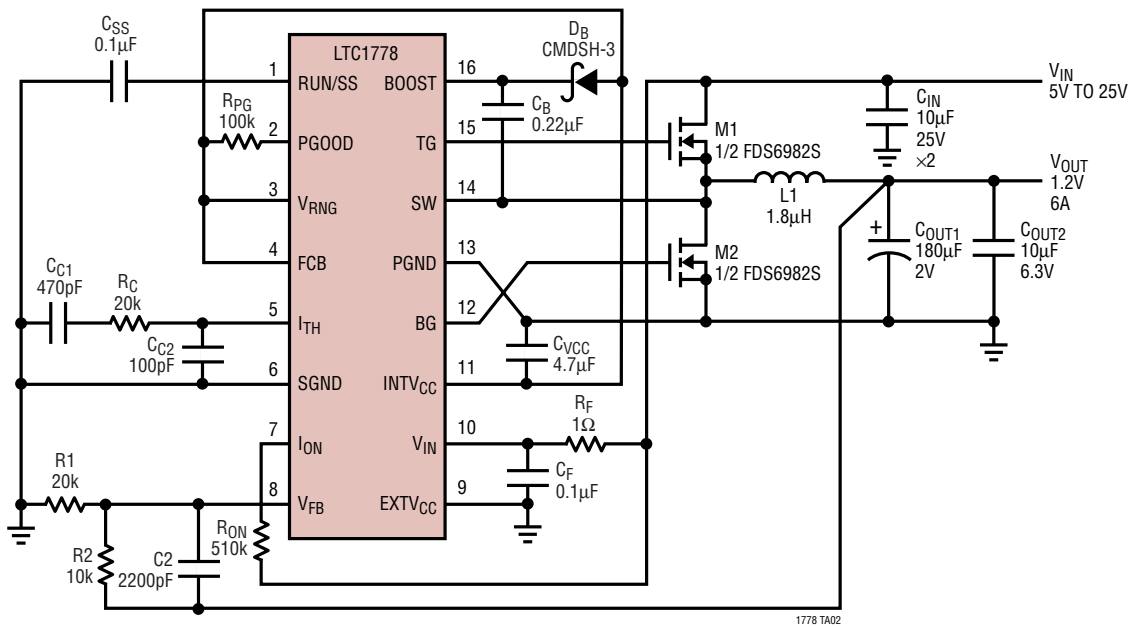 CSS
0.1µF
DB
CMDSH-3
LTC1778
1
RUN/SS
BOOST
16
RPG
100k
2
PGOOD
TG
15
CB
0.22µF
M1
1/2 FDS6982S
VIN
5V TO 25V
CIN
10µF
25V
×2
3
VRNG
SW
14
L1
1.8µH
VOUT
1.2V
6A
4
FCB
PGND
13
M2
1/2 FDS6982S
COUT1
180µF
2V
+
COUT2
10µF
6.3V
CC1
470pF
RC
20k
5
ITH
BG
12
CC2
100pF
CVCC
4.7µF
6
SGND
INTVCC
11
7
ION
VIN
10
RF
1Ω
R1
20k
8
VFB
EXTVCC
9
CF
0.1µF
RON
510k
R2
10k
C2
2200pF
1778 TA02